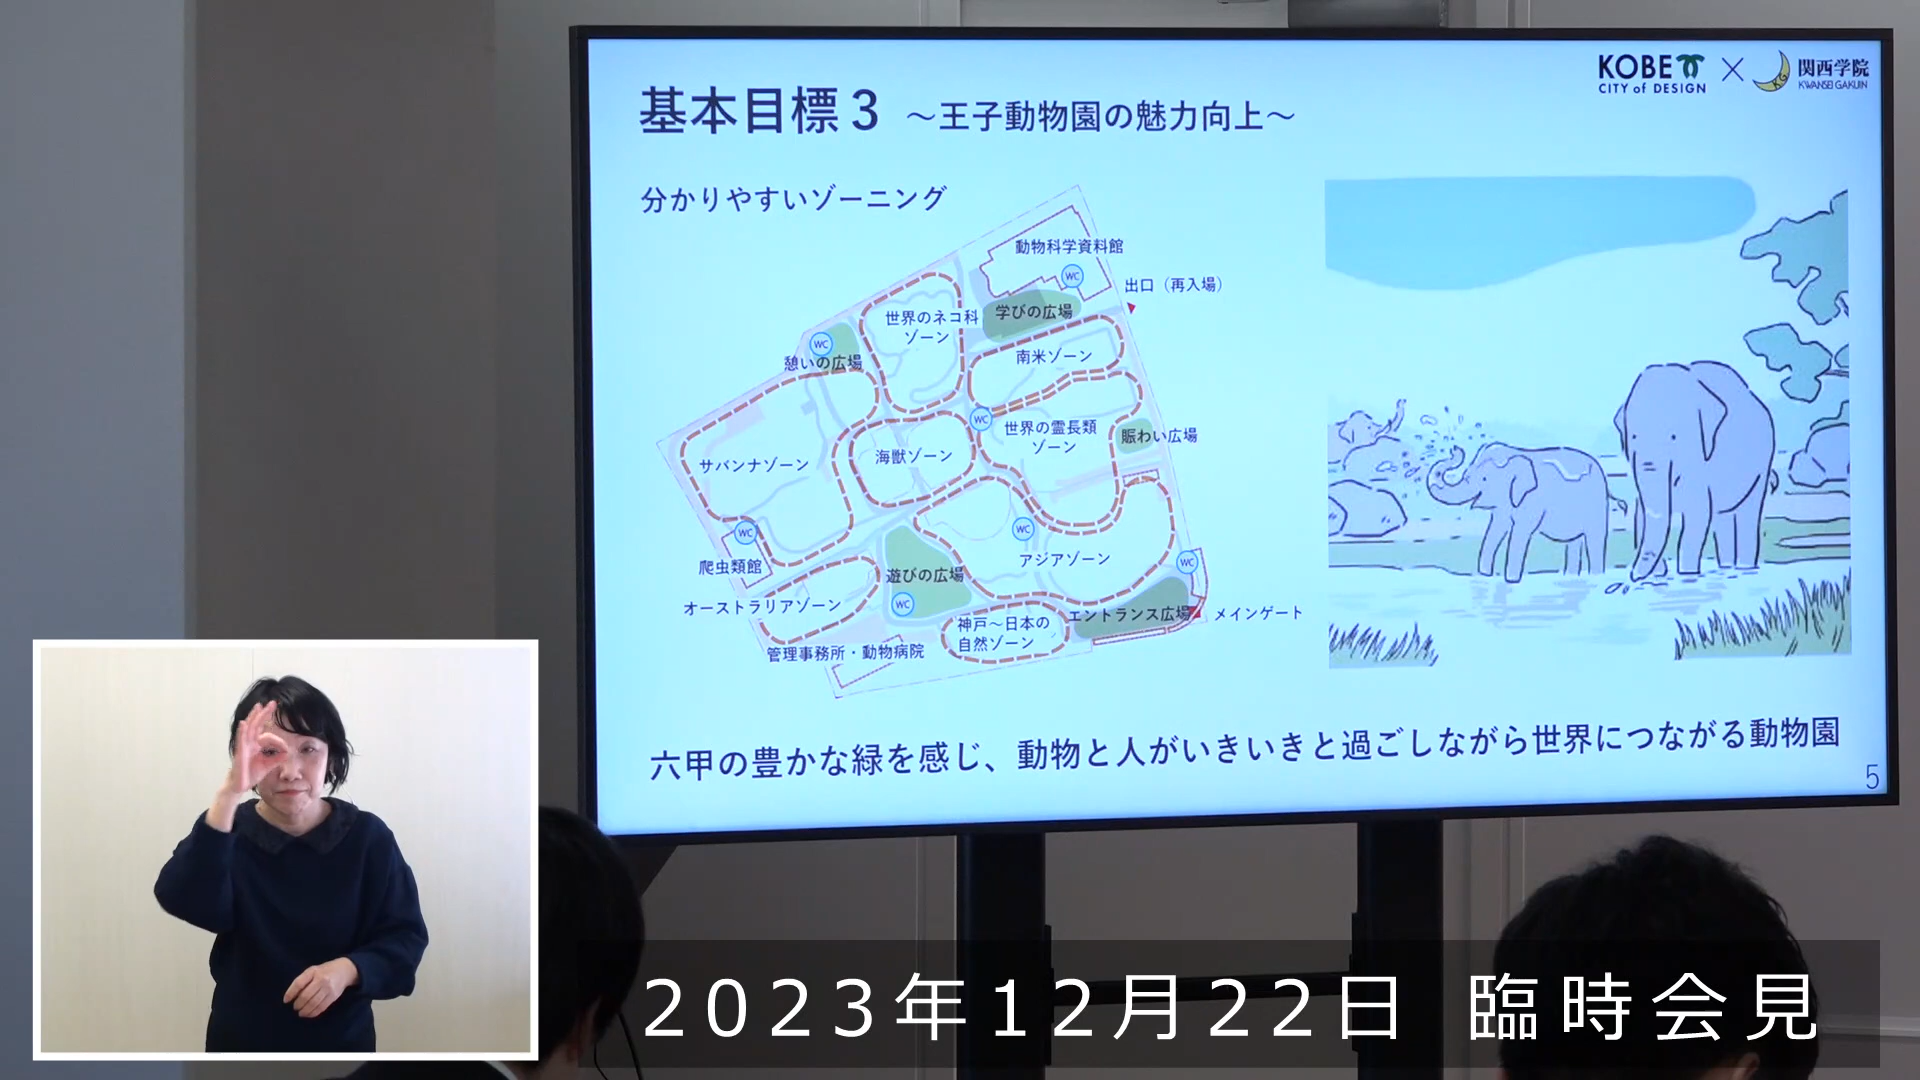 KOBE
CITY of DESIGN
×
関西学院
KWANSEI GAKUIN
基本目標3 ～王子動物園の魅力向上～
分かりやすいゾーニング
動物科学資料館
WC
出口（再入場）
学びの広場
世界のネコ科
ゾーン
WC
憩いの広場
南米ゾーン
WC
世界の霊長類
ゾーン
賑わい広場
海獣ゾーン
サバンナゾーン
WC
WC
アジアゾーン
WC
爬虫類館
遊びの広場
オーストラリアゾーン
WC
エントランス広場
メインゲート
神戸～日本の
自然ゾーン
管理事務所・動物病院
六甲の豊かな緑を感じ、動物と人がいきいきと過ごしながら世界につながる動物園
5
2023年12月22日 臨時会見